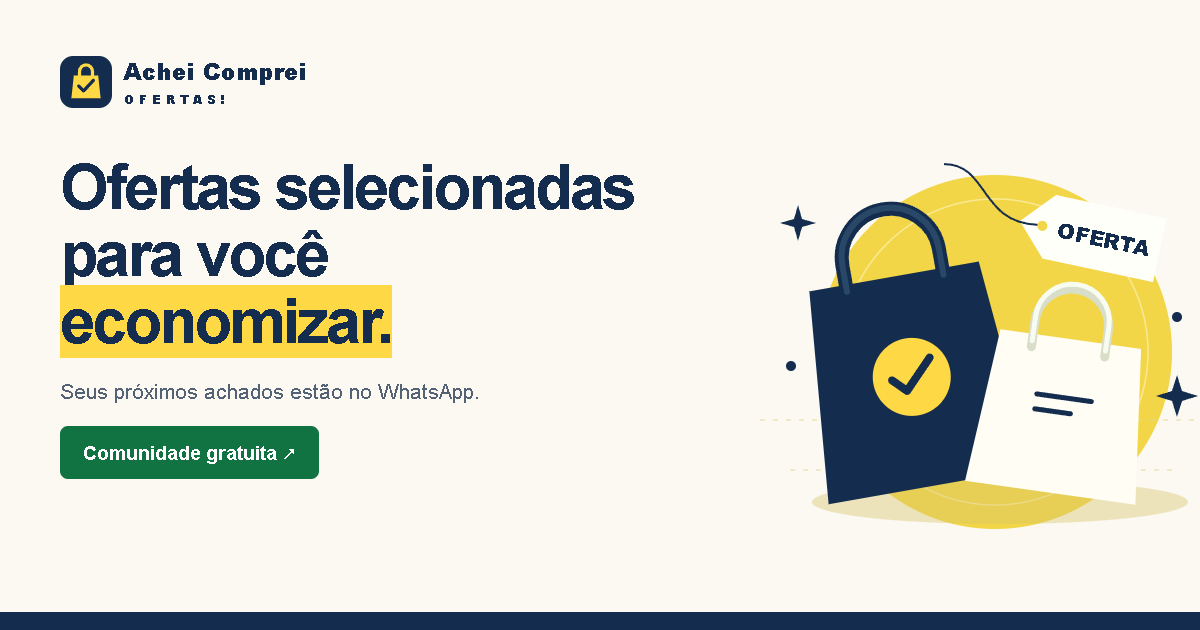 Achei Comprei
OFERTAS!
Ofertas selecionadas
para você
economizar.
Seus próximos achados estão no WhatsApp.
Comunidade gratuita ↗
OFERTA